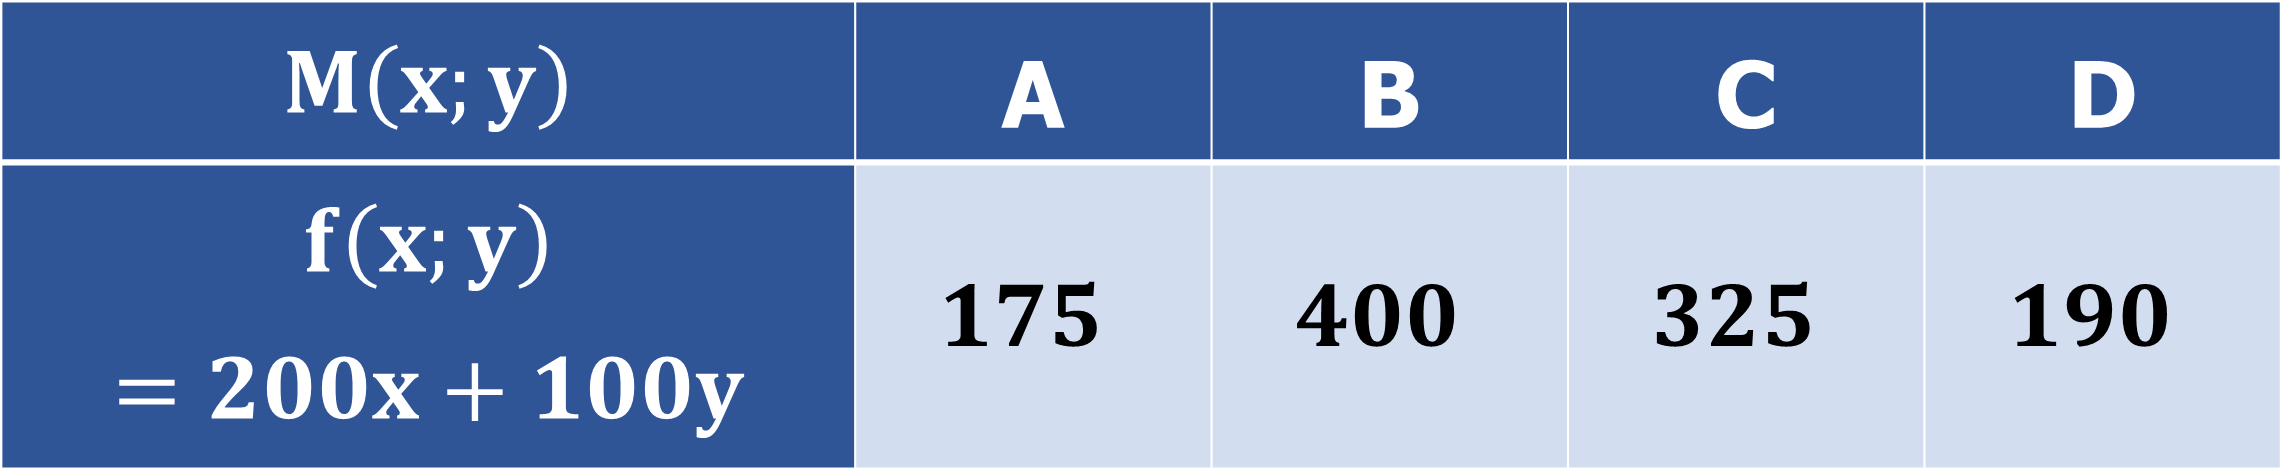 M(x; y) A B C D
f(x; y)
= 200x + 100y 175 400 325 190